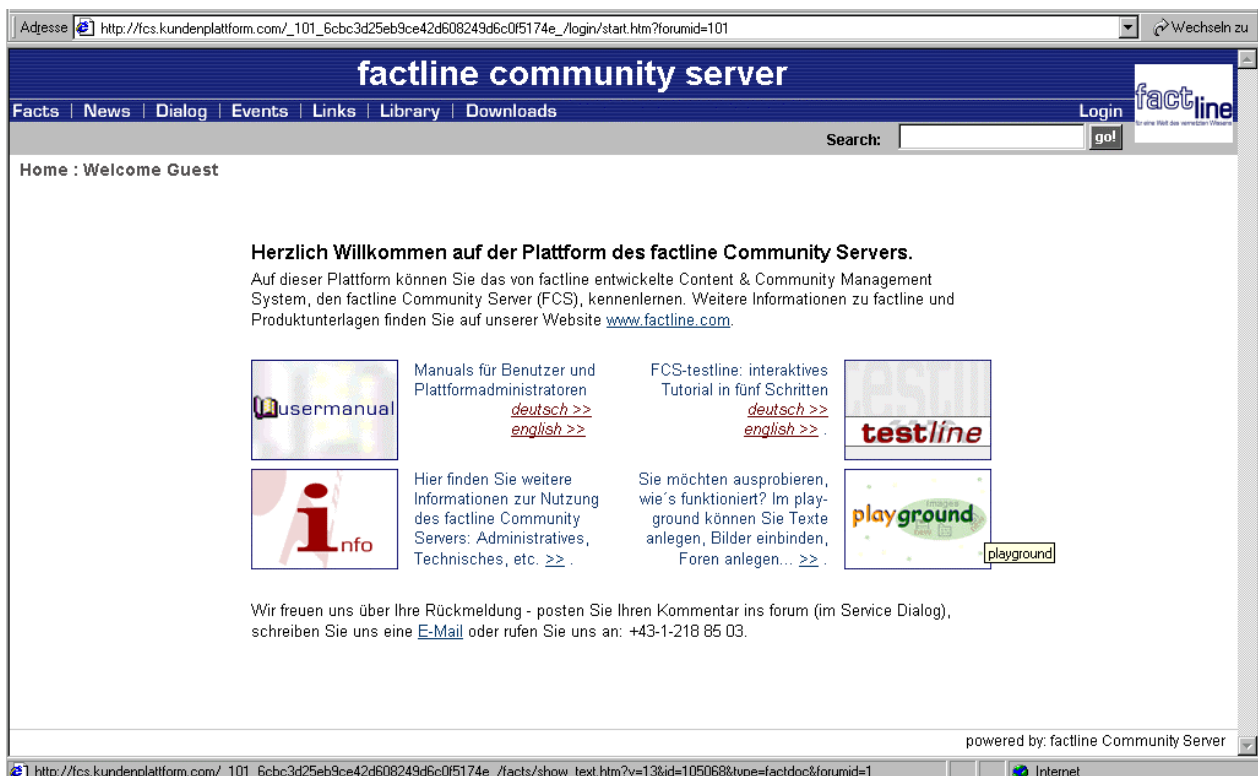 Adresse http://fcs.kundenplattform.com/_101_6cbc3d25eb9ce42d608249d6c0f5174e_/login/start.htm?forumid=101 Wechseln zu
factline community server
Facts | News | Dialog | Events | Links | Library | Downloads Login
factline
für eine Welt des vernetzten Wissens
Search: go!
Home : Welcome Guest
Herzlich Willkommen auf der Plattform des factline Community Servers.
Auf dieser Plattform können Sie das von factline entwickelte Content & Community Management
System, den factline Community Server (FCS), kennenlernen. Weitere Informationen zu factline und
Produktunterlagen finden Sie auf unserer Website www.factline.com.
usermanual
Manuals für Benutzer und
Plattformadministratoren
deutsch >>
english >>
FCS-testline: interaktives
Tutorial in fünf Schritten
deutsch >>
english >> .
testline
info
Hier finden Sie weitere
Informationen zur Nutzung
des factline Community
Servers: Administratives,
Technisches, etc. >> .
Sie möchten ausprobieren,
wie´s funktioniert? Im play-
ground können Sie Texte
anlegen, Bilder einbinden,
Foren anlegen... >> .
images
playground
playground
Wir freuen uns über Ihre Rückmeldung - posten Sie Ihren Kommentar ins forum (im Service Dialog),
schreiben Sie uns eine E-Mail oder rufen Sie uns an: +43-1-218 85 03.
powered by: factline Community Server
http://fcs.kundenplattform.com/_101_6cbc3d25eb9ce42d608249d6c0f5174e_/facts/show_text.htm?v=13&id=105068&type=factdoc&forumid=1 Internet